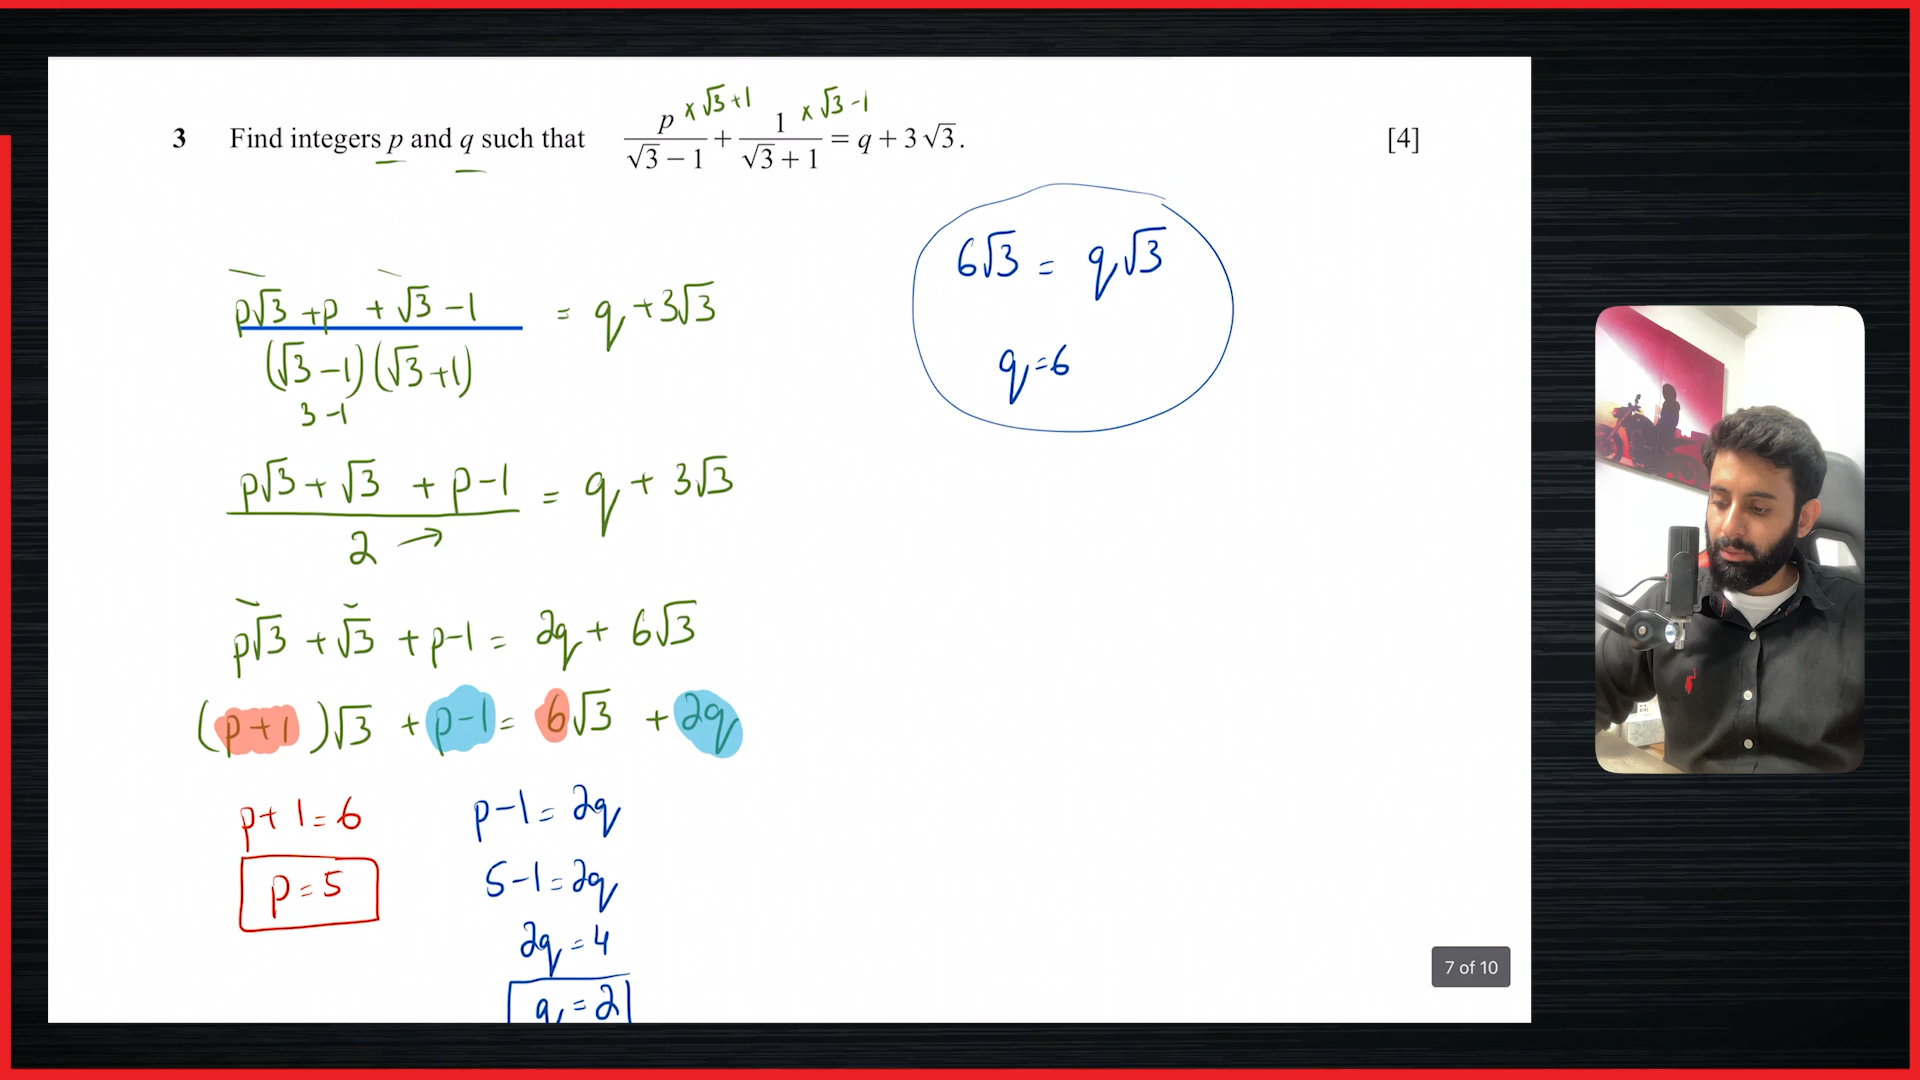 3 Find integers p and q such that p/(√3 − 1) + 1/(√3 + 1) = q + 3√3. [4]
× √3 + 1 × √3 − 1
(p√3 + p + √3 − 1)/((√3 − 1)(√3 + 1)) = q + 3√3
3 − 1
(p√3 + √3 + p − 1)/2 → = q + 3√3
p√3 + √3 + p − 1 = 2q + 6√3
(p + 1)√3 + p − 1 = 6√3 + 2q
p + 1 = 6
p = 5
p − 1 = 2q
5 − 1 = 2q
2q = 4
q = 2
6√3 = q√3
q = 6
7 of 10